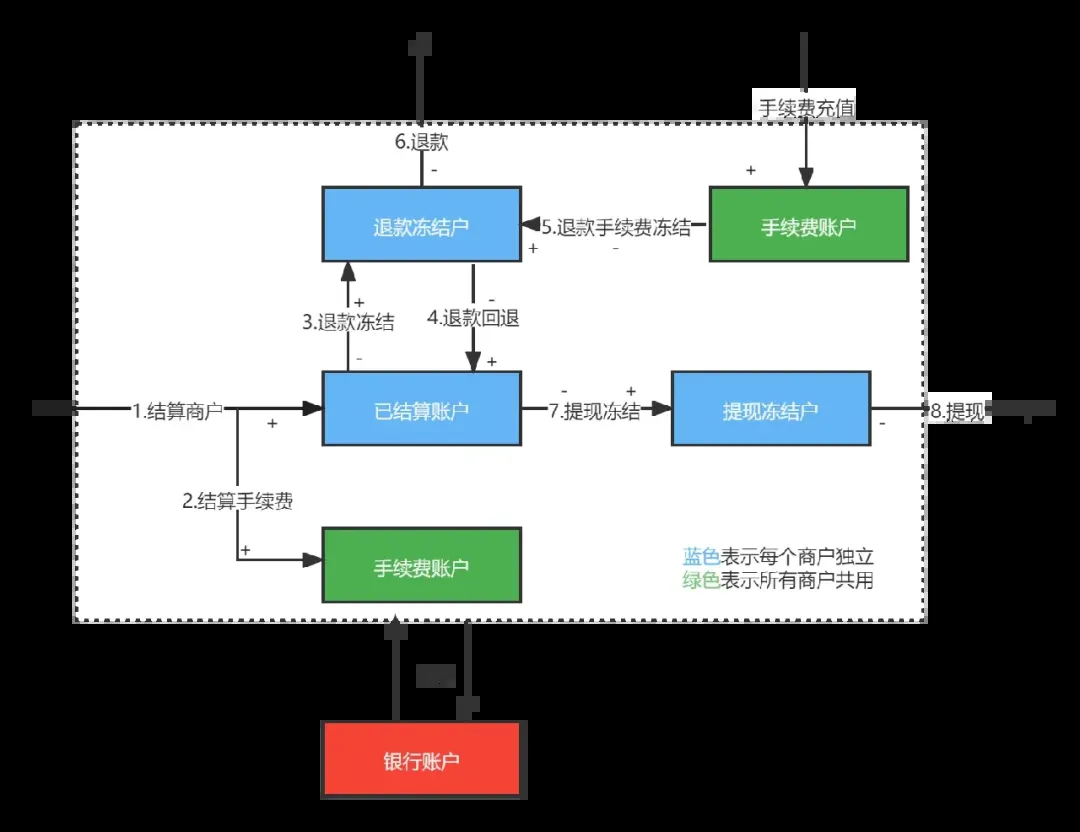 手续费充值
6.退款
-
+
退款冻结户
5.退款手续费冻结
手续费账户
+
-
+
3.退款冻结
-
-
4.退款回退
+
1.结算商户
+
已结算账户
-
+
7.提现冻结
提现冻结户
-
8.提现
2.结算手续费
+
手续费账户
蓝色表示每个商户独立
绿色表示所有商户共用
银行账户